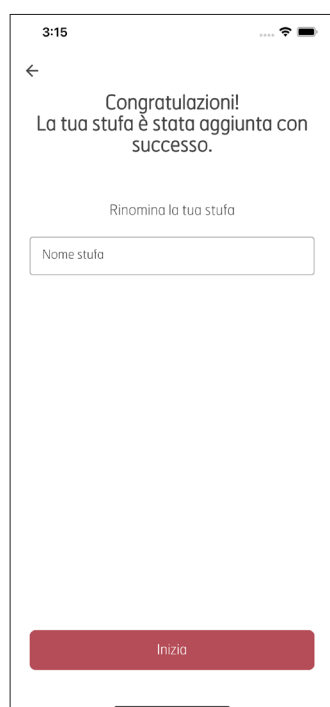 3:15
Congratulazioni!
La tua stufa è stata aggiunta con
successo.
Rinomina la tua stufa
Nome stufa
Inizia